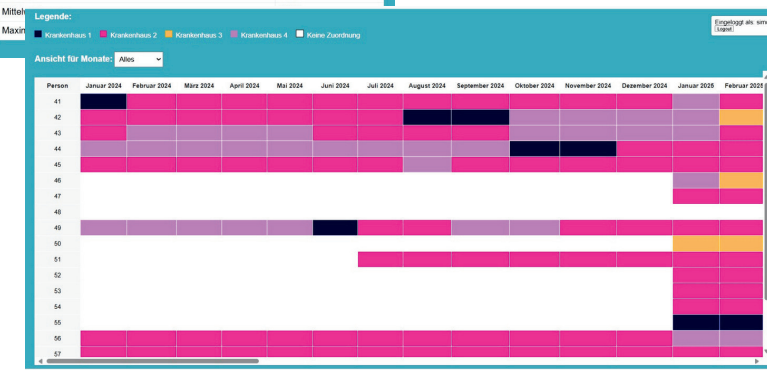 Mittel
Maxin
Legende:
Krankenhaus 1 Krankenhaus 2 Krankenhaus 3 Krankenhaus 4 Keine Zuordnung
Eingeloggt als: sim
Logout
Ansicht für Monate: Alles
Person Januar 2024 Februar 2024 März 2024 April 2024 Mai 2024 Juni 2024 Juli 2024 August 2024 September 2024 Oktober 2024 November 2024 Dezember 2024 Januar 2025 Februar 2025
41
42
43
44
45
46
47
48
49
50
51
52
53
54
55
56
57